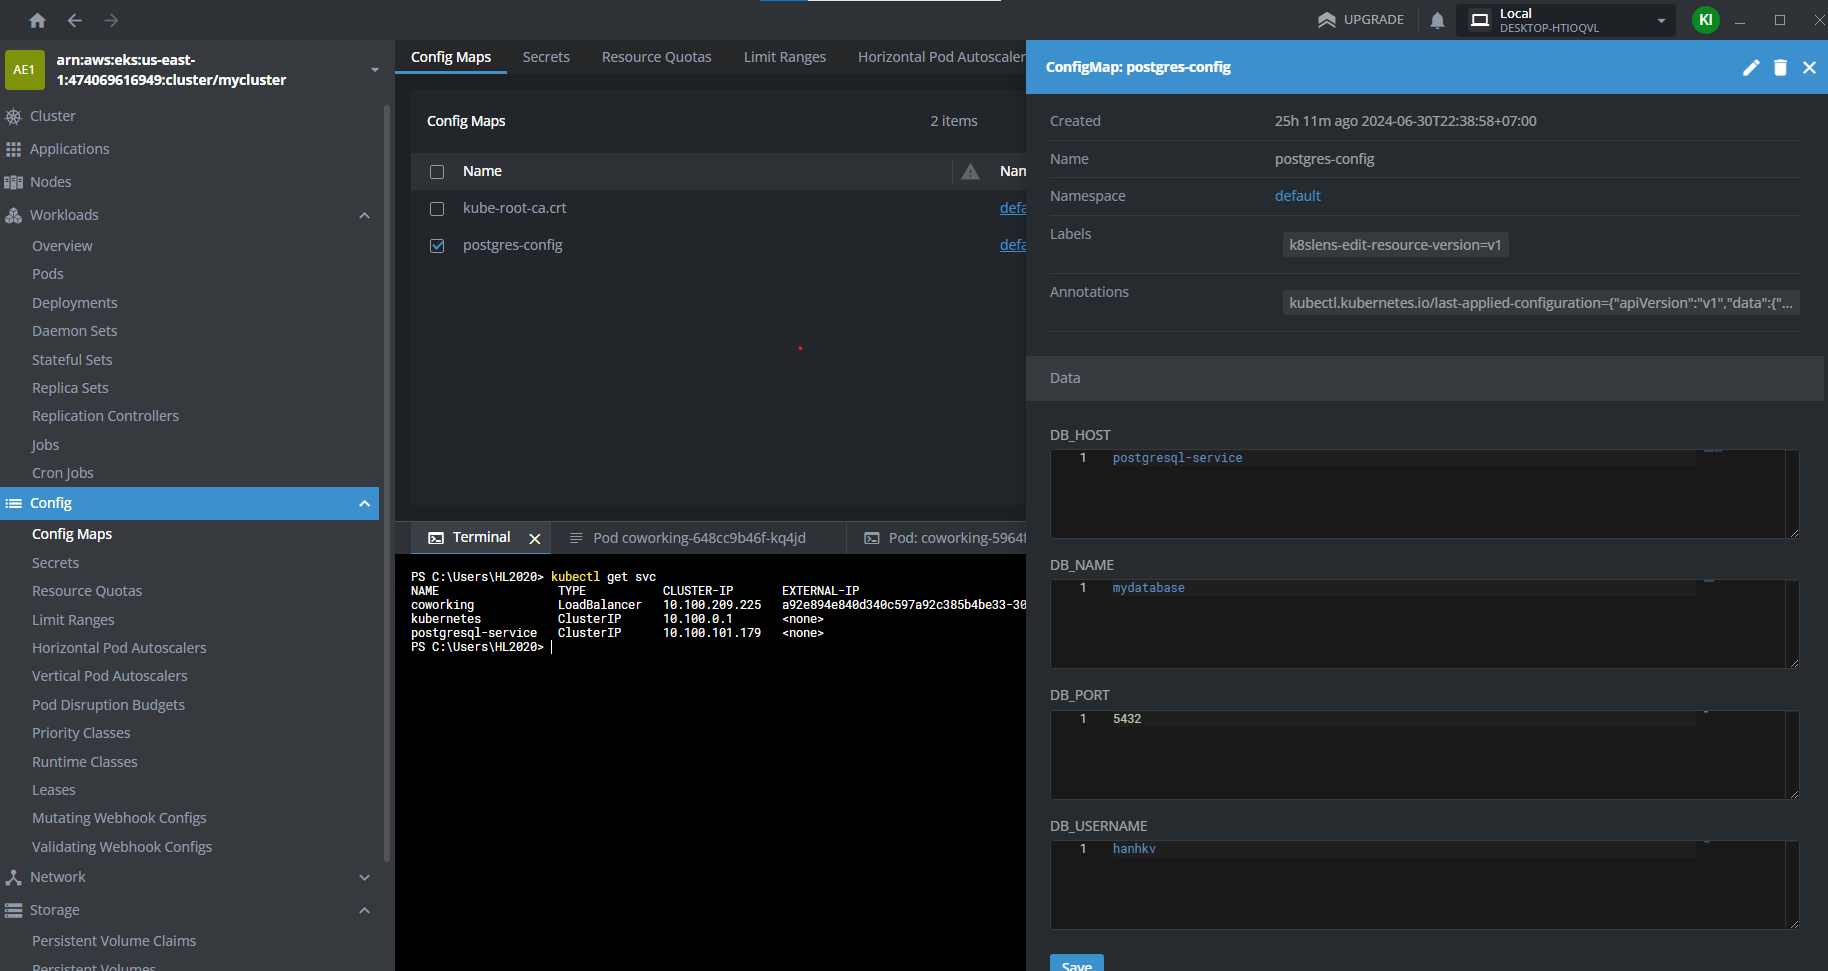 UPGRADE
Local
DESKOP-HTIOQVL
KI
AE1
arn:aws:eks:us-east-
1:474069616949:cluster/mycluster
Cluster
Applications
Nodes
Workloads
Overview
Pods
Deployments
Daemon Sets
Stateful Sets
Replica Sets
Replication Controllers
Jobs
Cron Jobs
Config
Config Maps
Secrets
Resource Quotas
Limit Ranges
Horizontal Pod Autoscalers
Vertical Pod Autoscalers
Pod Disruption Budgets
Priority Classes
Runtime Classes
Leases
Mutating Webhook Configs
Validating Webhook Configs
Network
Storage
Persistent Volume Claims
Persistent Volumes
Config Maps Secrets Resource Quotas Limit Ranges Horizontal Pod Autoscaler
Config Maps 2 items
Name Nan
kube-root-ca.crt defa
postgres-config defa
Terminal Pod coworking-648cc9b46f-kq4jd Pod: coworking-5964f
PS C:\Users\HL2020> kubectl get svc
NAME TYPE CLUSTER-IP EXTERNAL-IP
coworking LoadBalancer 10.100.209.225 a92e894e840d340c597a92c385b4be33-30
kubernetes ClusterIP 10.100.0.1 <none>
postgresql-service ClusterIP 10.100.101.179 <none>
PS C:\Users\HL2020>
ConfigMap: postgres-config
Created 25h 11m ago 2024-06-30T22:38:58+07:00
Name postgres-config
Namespace default
Labels k8slens-edit-resource-version=v1
Annotations kubectl.kubernetes.io/last-applied-configuration={"apiVersion":"v1","data":{"...
Data
DB_HOST
1 postgresql-service
DB_NAME
1 mydatabase
DB_PORT
1 5432
DB_USERNAME
1 hanhkv
Save